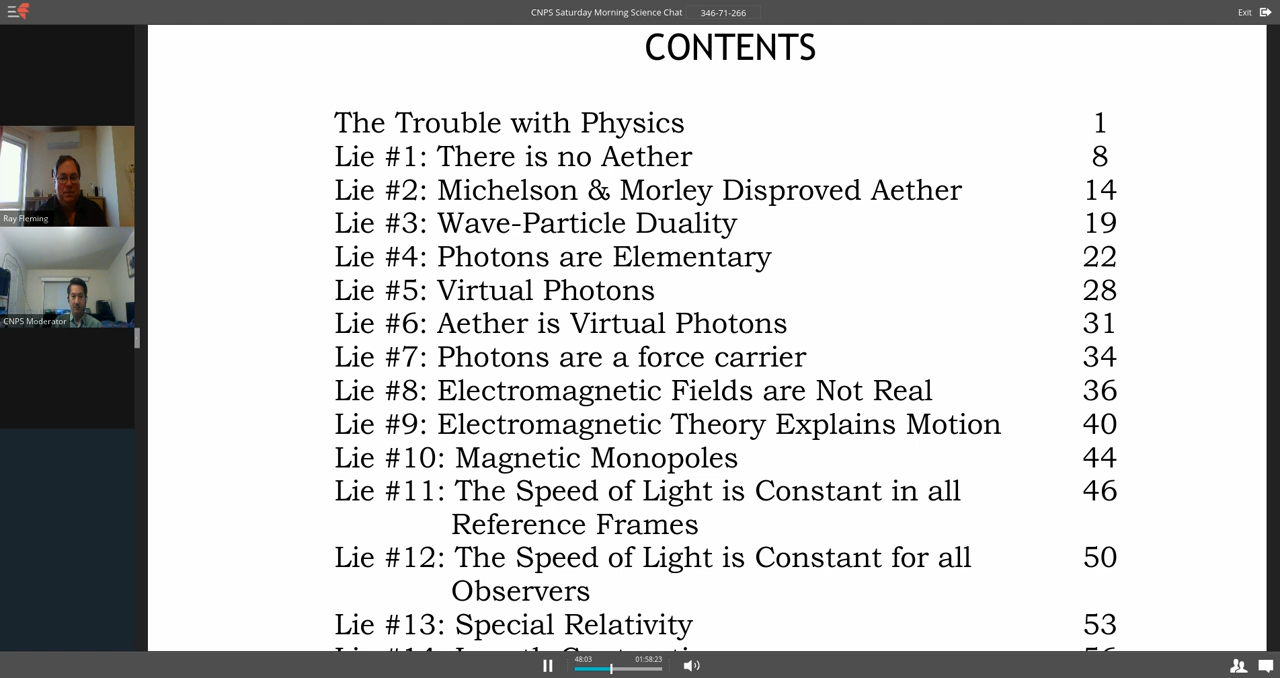 CNPS Saturday Morning Science Chat 346-71-266 Exit
CONTENTS
The Trouble with Physics 1
Lie #1: There is no Aether 8
Lie #2: Michelson & Morley Disproved Aether 14
Lie #3: Wave-Particle Duality 19
Lie #4: Photons are Elementary 22
Lie #5: Virtual Photons 28
Lie #6: Aether is Virtual Photons 31
Lie #7: Photons are a force carrier 34
Lie #8: Electromagnetic Fields are Not Real 36
Lie #9: Electromagnetic Theory Explains Motion 40
Lie #10: Magnetic Monopoles 44
Lie #11: The Speed of Light is Constant in all 46
Reference Frames
Lie #12: The Speed of Light is Constant for all 50
Observers
Lie #13: Special Relativity 53
Ray Fleming
CNPS Moderator
48:03 01:58:23